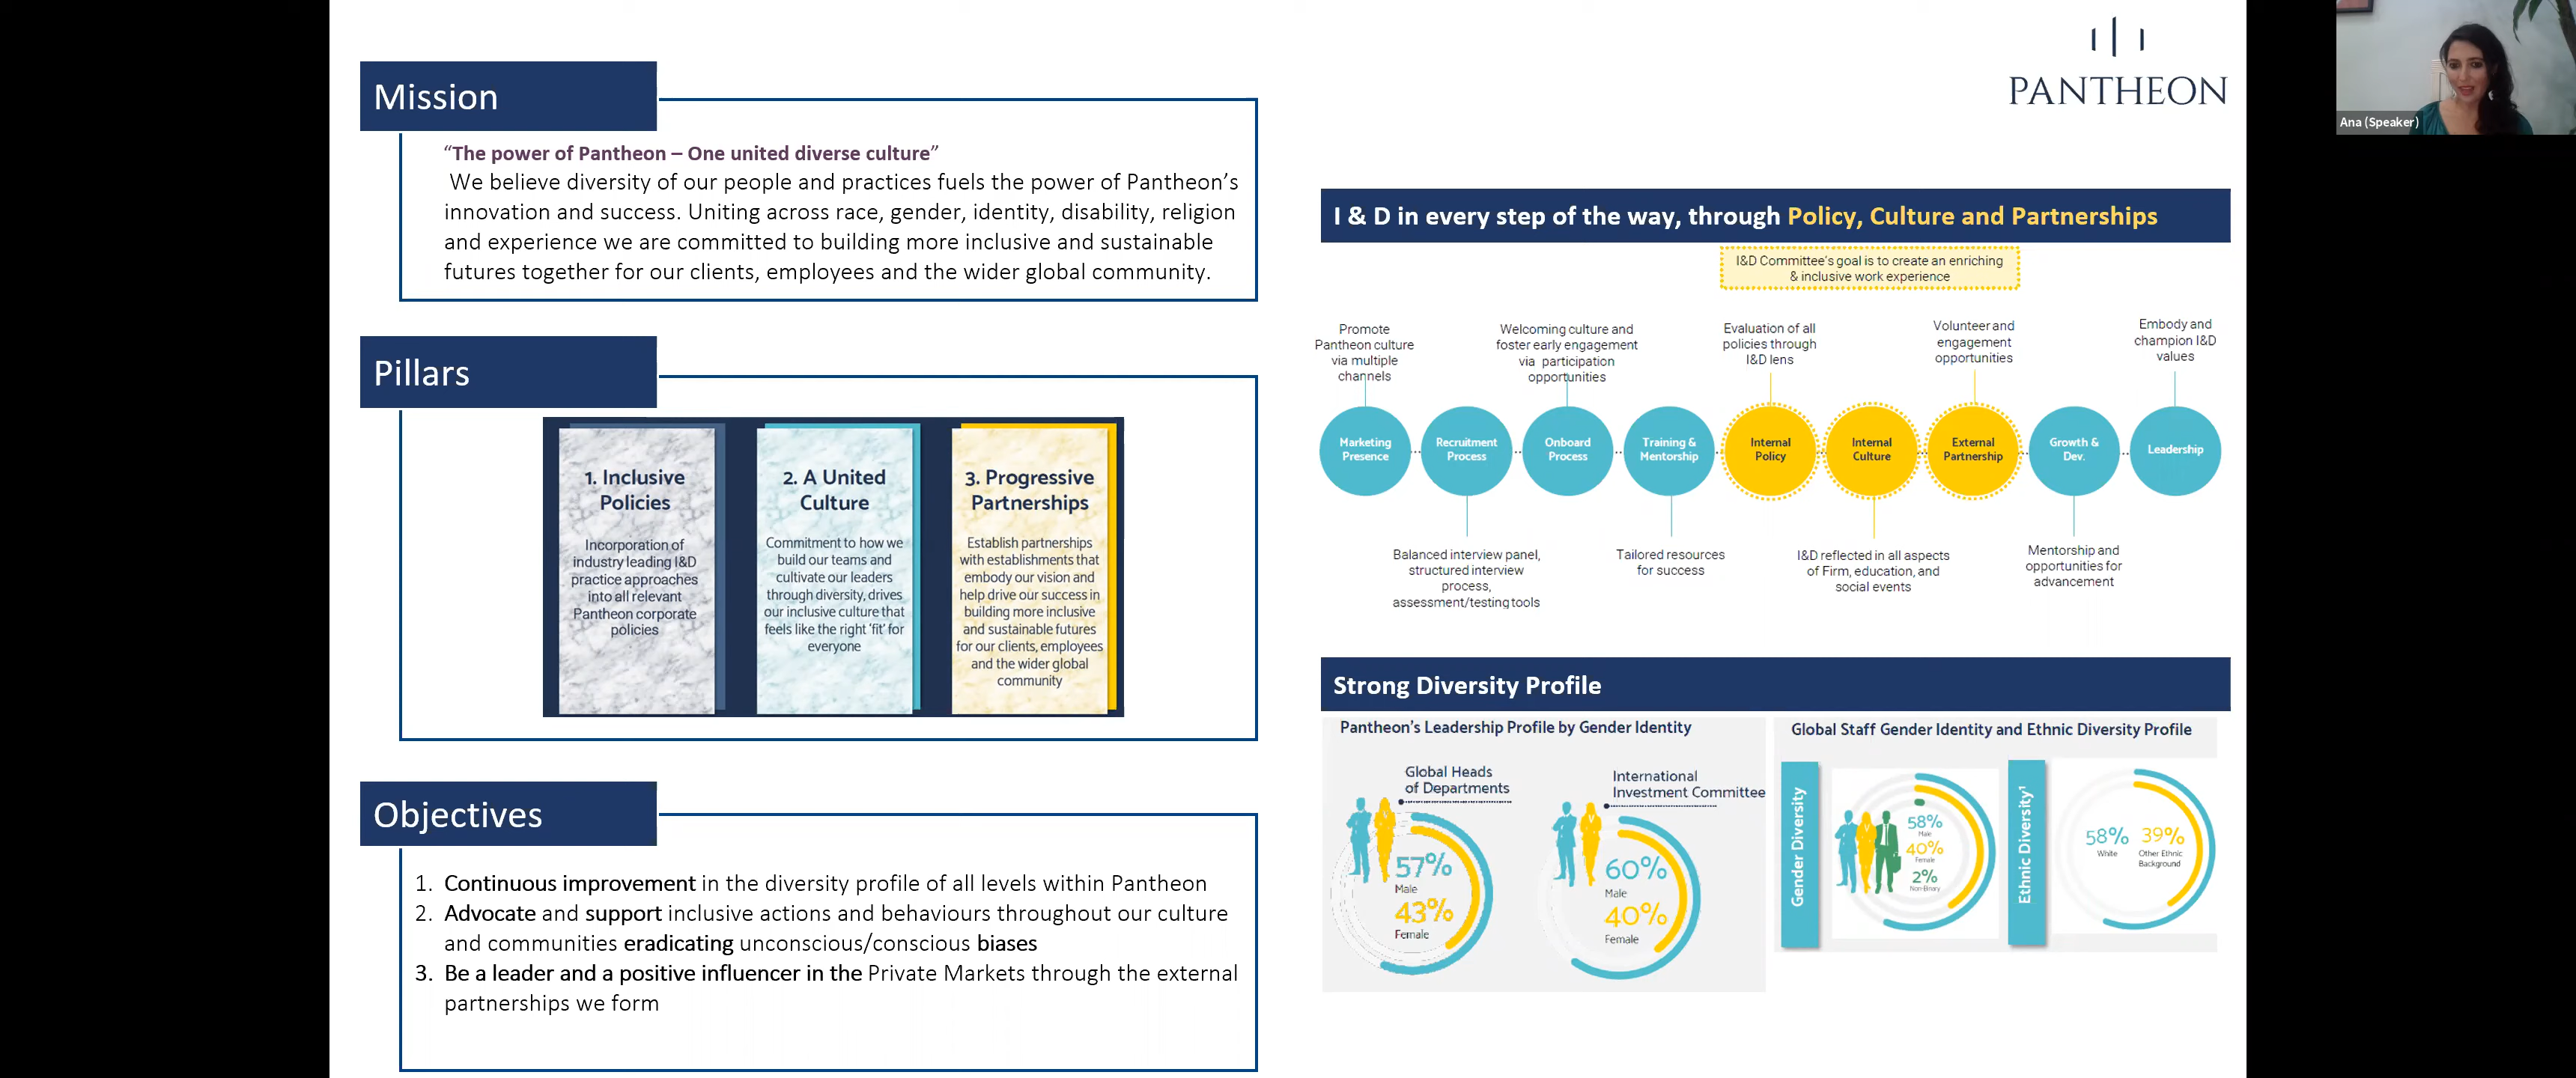 Mission
“The power of Pantheon – One united diverse culture”
We believe diversity of our people and practices fuels the power of Pantheon’s
innovation and success. Uniting across race, gender, identity, disability, religion
and experience we are committed to building more inclusive and sustainable
futures together for our clients, employees and the wider global community.
Pillars
1. Inclusive
Policies
Incorporation of
industry leading I&D
practice approaches
into all relevant
Pantheon corporate
policies
2. A United
Culture
Commitment to how we
build our teams and
cultivate our leaders
through diversity, drives
our inclusive culture that
feels like the right ‘fit’ for
everyone
3. Progressive
Partnerships
Establish partnerships
with establishments that
embody our vision and
help drive our success in
building more inclusive
and sustainable futures
for our clients, employees
and the wider global
community
Objectives
1. Continuous improvement in the diversity profile of all levels within Pantheon
2. Advocate and support inclusive actions and behaviours throughout our culture
and communities eradicating unconscious/conscious biases
3. Be a leader and a positive influencer in the Private Markets through the external
partnerships we form
PANTHEON
I & D in every step of the way, through Policy, Culture and Partnerships
I&D Committee's goal is to create an enriching
& inclusive work experience
Promote
Pantheon culture
via multiple
channels
Welcoming culture and
foster early engagement
via participation
opportunities
Evaluation of all
policies through
I&D lens
Volunteer and
engagement
opportunities
Embody and
champion I&D
values
Marketing
Presence
Recruitment
Process
Onboard
Process
Training &
Mentorship
Internal
Policy
Internal
Culture
External
Partnership
Growth &
Dev.
Leadership
Balanced interview panel,
structured interview
process,
assessment/testing tools
Tailored resources
for success
I&D reflected in all aspects
of Firm, education, and
social events
Mentorship and
opportunities for
advancement
Strong Diversity Profile
Pantheon's Leadership Profile by Gender Identity
Global Heads
of Departments
57%
Male
43%
Female
International
Investment Committee
60%
Male
40%
Female
Global Staff Gender Identity and Ethnic Diversity Profile
Gender Diversity
58%
Male
40%
Female
2%
Non-Binary
Ethnic Diversity¹
58%
White
39%
Other Ethnic
Background
Ana (Speaker)